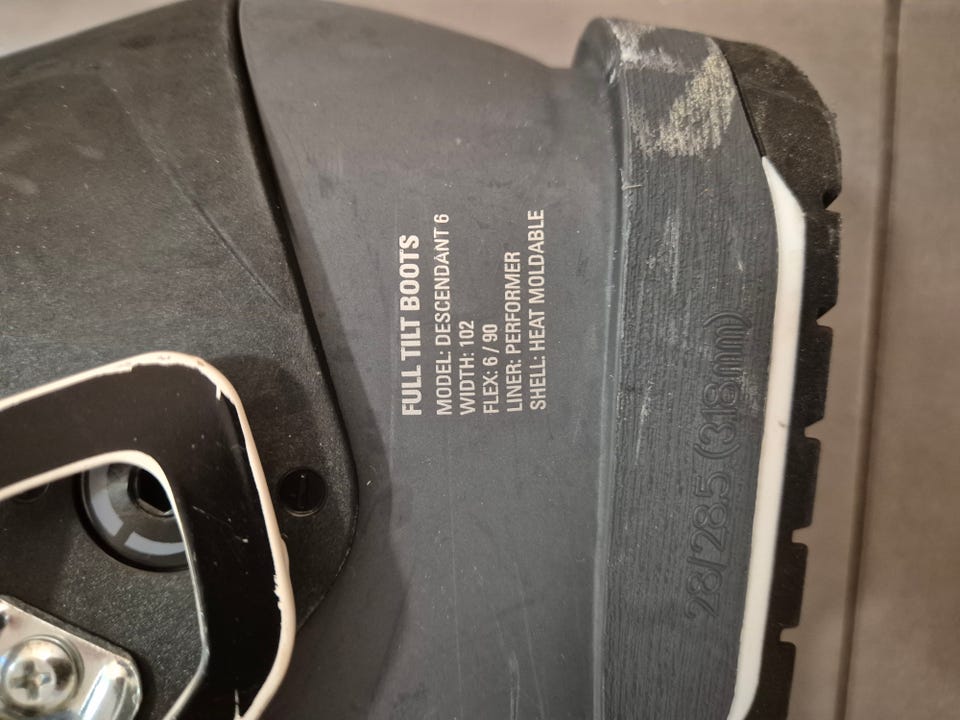 FULL TILT BOOTS
MODEL: DESCENDANT 6
WIDTH: 102
FLEX: 6 / 90
LINER: PERFORMER
SHELL: HEAT MOLDABLE
28/28.5 (318mm)